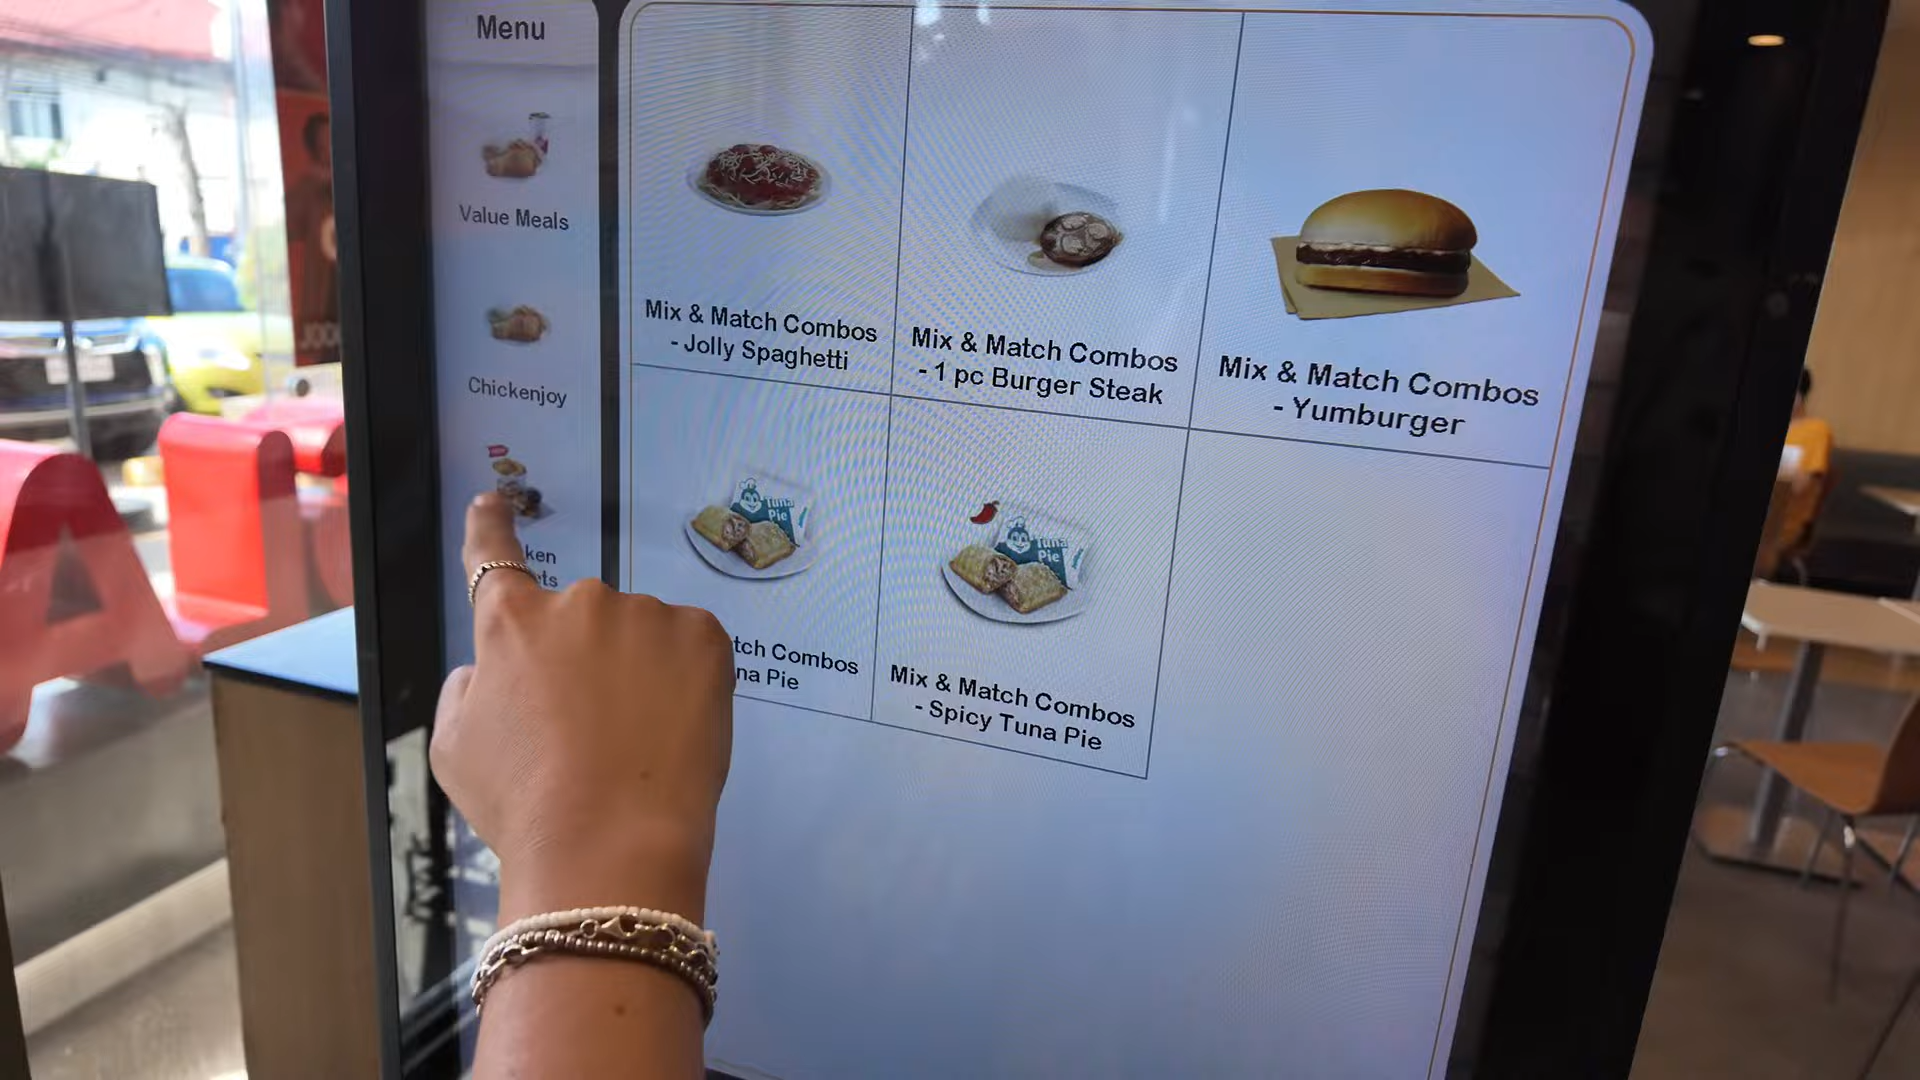 Menu
Value Meals
Chickenjoy
Mix & Match Combos
- Jolly Spaghetti
Mix & Match Combos
- 1 pc Burger Steak
Mix & Match Combos
- Yumburger
Tuna
Pie
tch Combos
na Pie
Tuna
Pie
Mix & Match Combos
- Spicy Tuna Pie
ken
ets
A